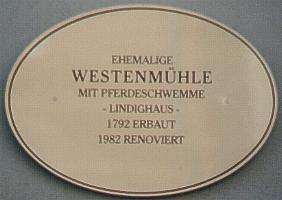 EHEMALIGE
WESTENMÜHLE
MIT PFERDESCHWEMME
- LINDIGHAUS -
1792 ERBAUT
1982 RENOVIERT